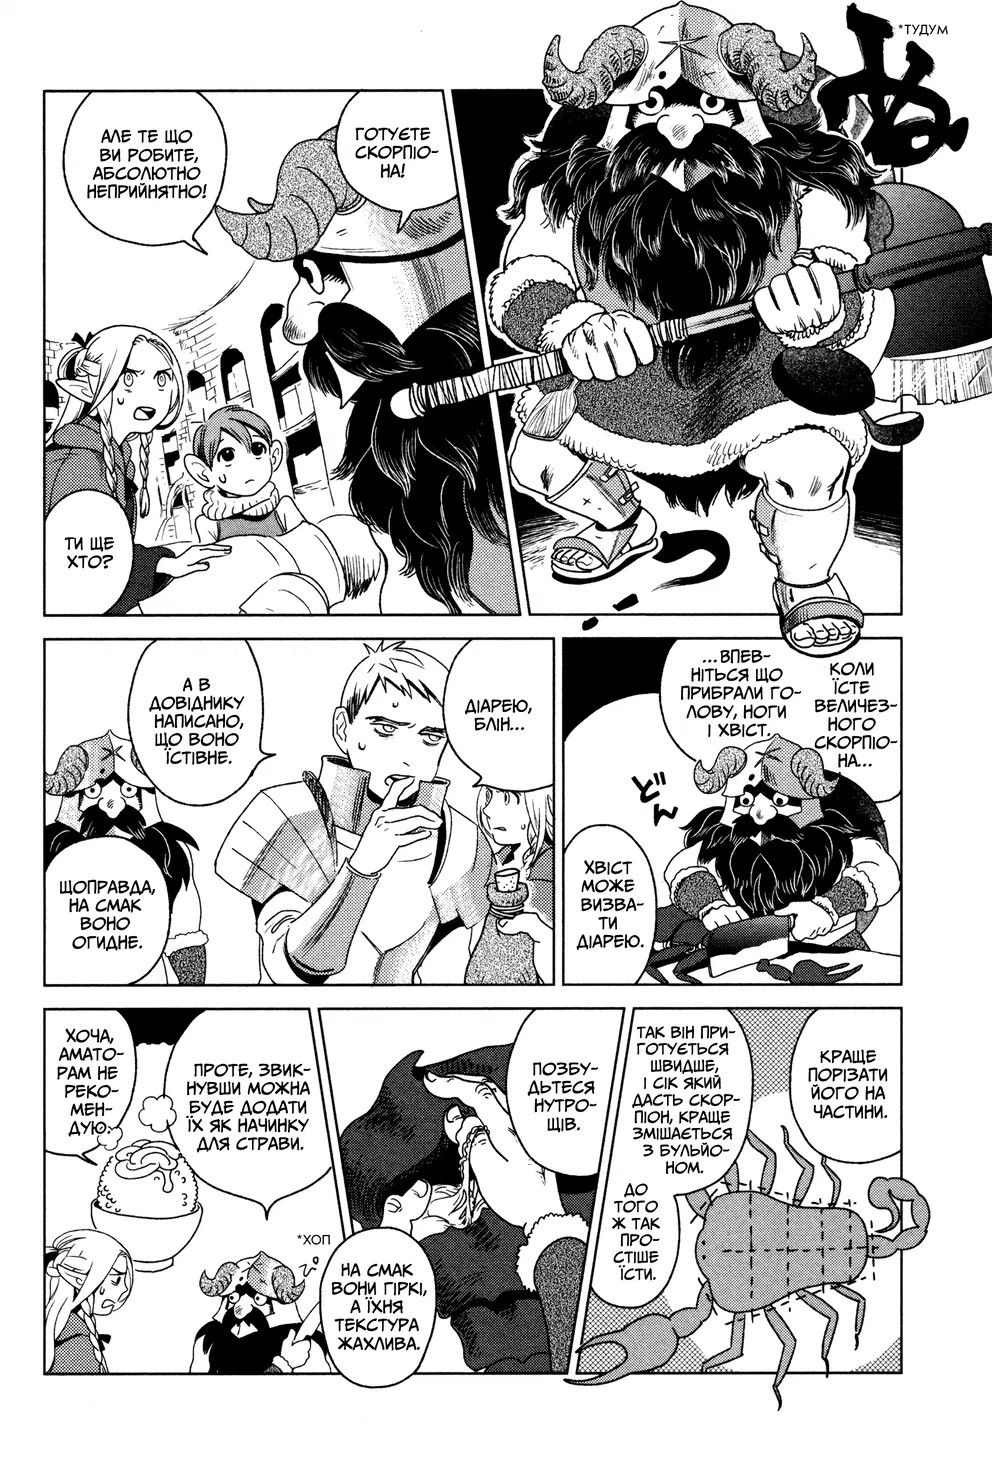 *ТУДУМ
ぬ
ГОТУЄТЕ
СКОРПІО-
НА!
АЛЕ ТЕ ЩО
ВИ РОБИТЕ,
АБСОЛЮТНО
НЕПРИЙНЯТНО!
ТИ ЩЕ
ХТО?
КОЛИ
ЇСТЕ
ВЕЛИЧЕЗ-
НОГО
СКОРПІО-
НА...
...ВПЕВ-
НІТЬСЯ ЩО
ПРИБРАЛИ ГО-
ЛОВУ, НОГИ
І ХВІСТ.
どん
ХВІСТ
МОЖЕ
ВИЗВА-
ТИ
ДІАРЕЮ.
ДІАРЕЮ,
БЛІН...
А В
ДОВІДНИКУ
НАПИСАНО,
ЩО ВОНО
ЇСТІВНЕ.
ЩОПРАВДА,
НА СМАК
ВОНО
ОГИДНЕ.
КРАЩЕ
ПОРІЗАТИ
ЙОГО НА
ЧАСТИНИ.
ТАК ВІН ПРИ-
ГОТУЄТЬСЯ
ШВИДШЕ,
І СІК ЯКИЙ
ДАСТЬ СКОР-
ПІОН, КРАЩЕ
ЗМІШАЄТЬСЯ
З БУЛЬЙО-
НОМ.
ДО
ТОГО
Ж ТАК
ПРО-
СТІШЕ
ЇСТИ.
ПОЗБУ-
ДЬТЕСЯ
НУТРО-
ЩІВ.
НА СМАК
ВОНИ ГІРКІ,
А ЇХНЯ
ТЕКСТУРА
ЖАХЛИВА.
ПРОТЕ, ЗВИК-
НУВШИ МОЖНА
БУДЕ ДОДАТИ
ЇХ ЯК НАЧИНКУ
ДЛЯ СТРАВИ.
*ХОП
ХОЧА,
АМАТО-
РАМ НЕ
РЕКО-
МЕН-
ДУЮ.